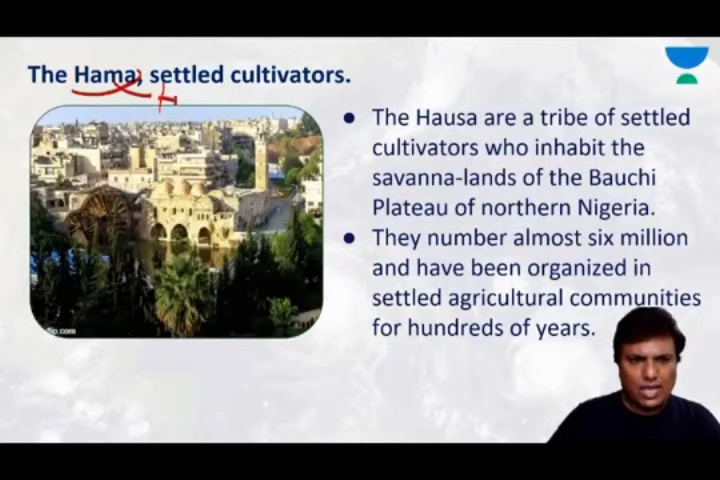 The Hama, settled cultivators.
● The Hausa are a tribe of settled
cultivators who inhabit the
savanna-lands of the Bauchi
Plateau of northern Nigeria.
● They number almost six million
and have been organized in
settled agricultural communities
for hundreds of years.